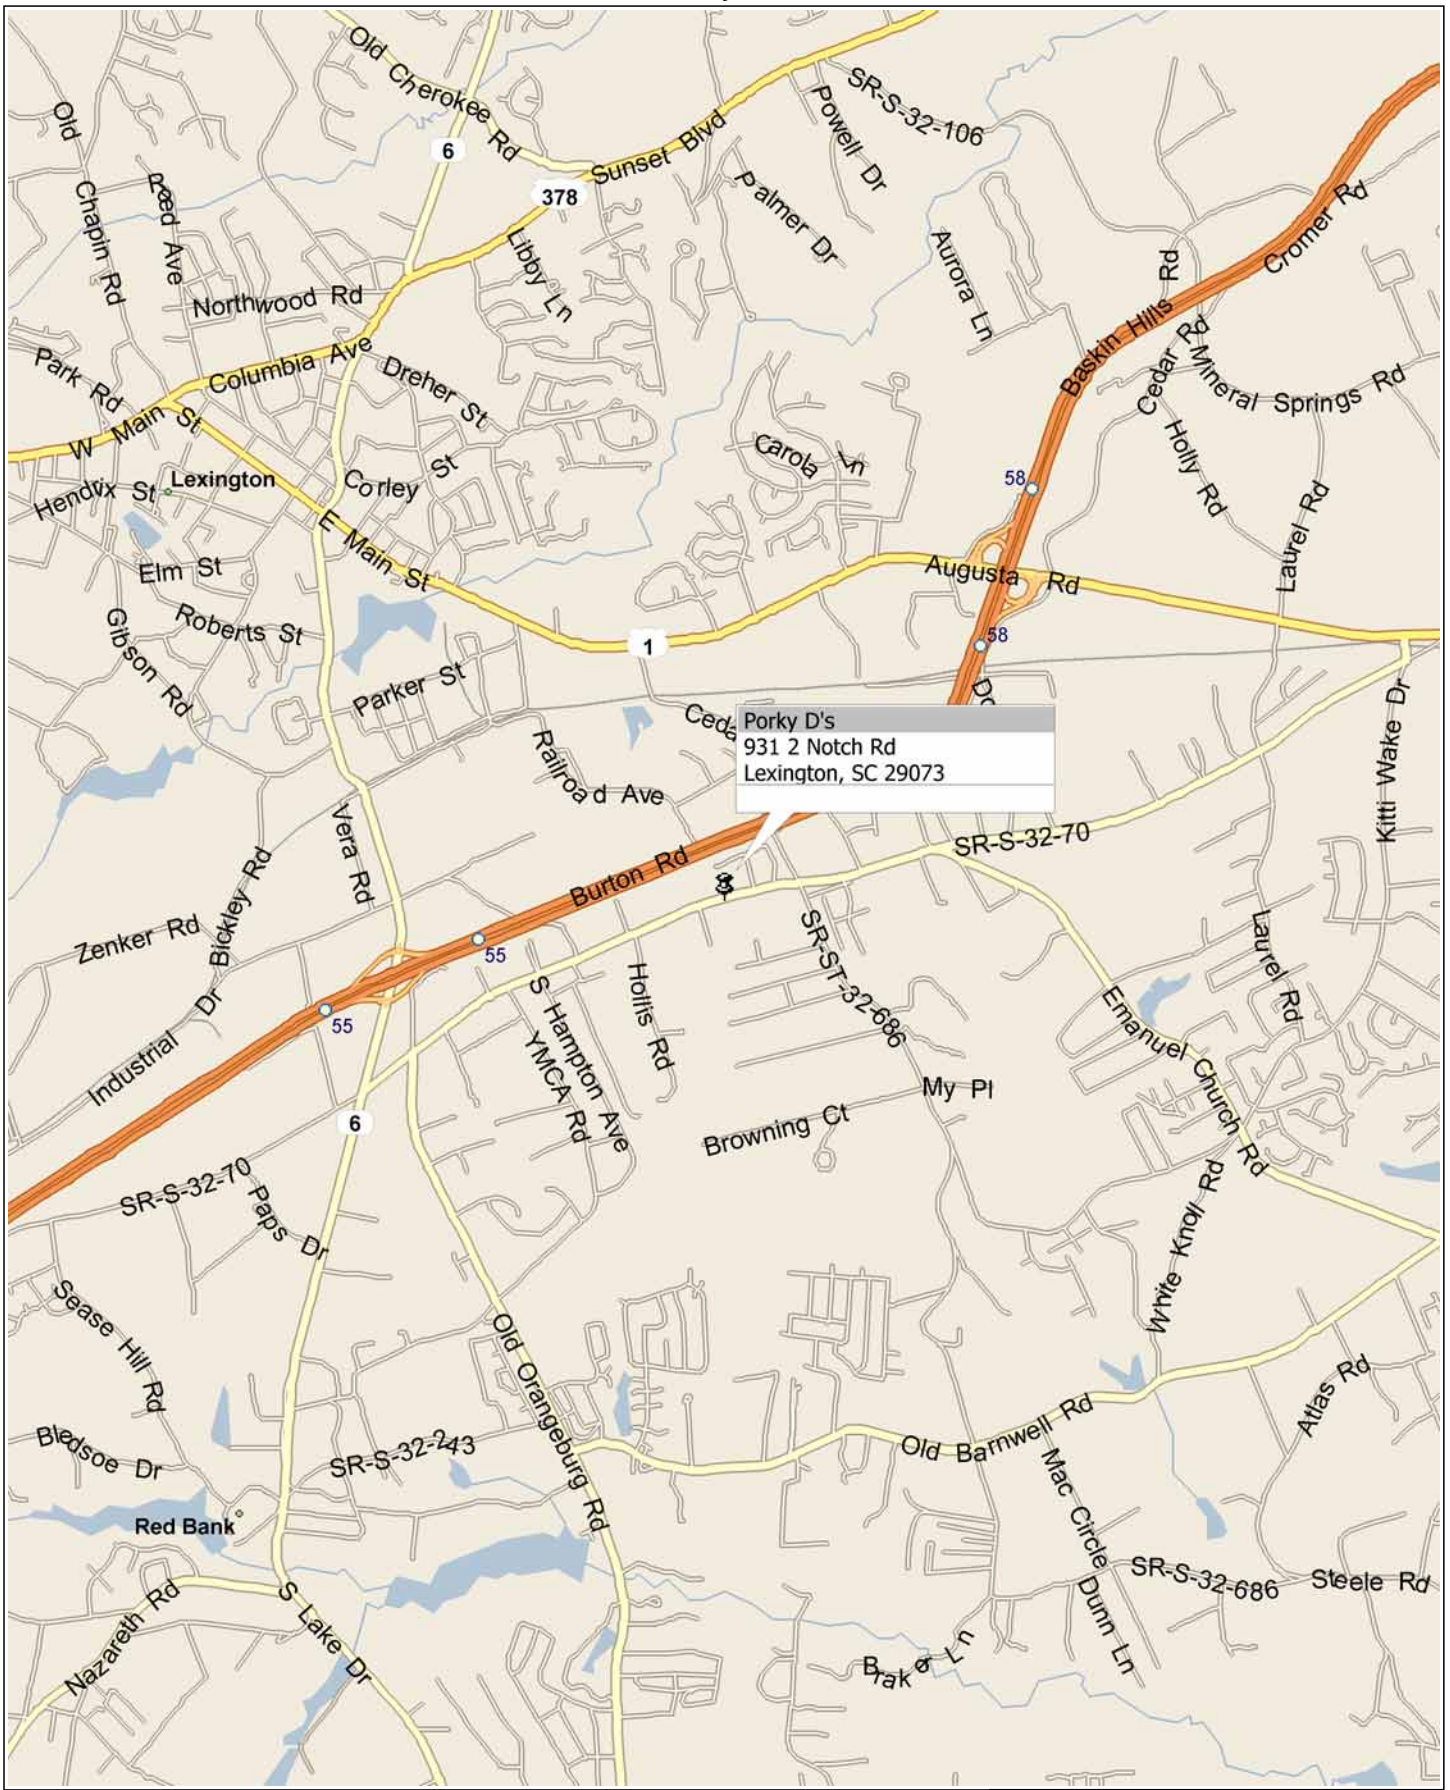 Old Cherokee Rd
SR-S-32-106
Powell Dr
Sunset Blvd
Old Chapin Rd
6
378
Palmer Dr
Cromer Rd
Aurora Ln
Libby Ln
Northwood Rd
Baskin Hills Rd
Cedar Rd
Mineral Springs Rd
Columbia Ave
Dreher St
Park Rd
W Main St
Holly Rd
Carola Ln
Lexington
Hendrix St
Corley St
58
Laurel Rd
E Main St
Augusta Rd
Elm St
Roberts St
Gibson Rd
1
58
Parker St
Kitti Wake Dr
Porky D's
931 2 Notch Rd
Lexington, SC 29073
Railroad Ave
Vera Rd
SR-S-32-70
Burton Rd
Bickley Rd
Zenker Rd
55
55
SR-ST-32-686
Laurel Rd
Hollis Rd
S Hampton Ave
YMCA Rd
Industrial Dr
Emanuel Church Rd
My Pl
Browning Ct
6
SR-S-32-70
Paps Dr
White Knoll Rd
Sease Hill Rd
Old Orangeburg Rd
Atlas Rd
Bledsoe Dr
SR-S-32-243
Old Barnwell Rd
Mac Circle
Red Bank
SR-S-32-686
Steele Rd
Dunn Ln
Nazareth Rd
S Lake Dr